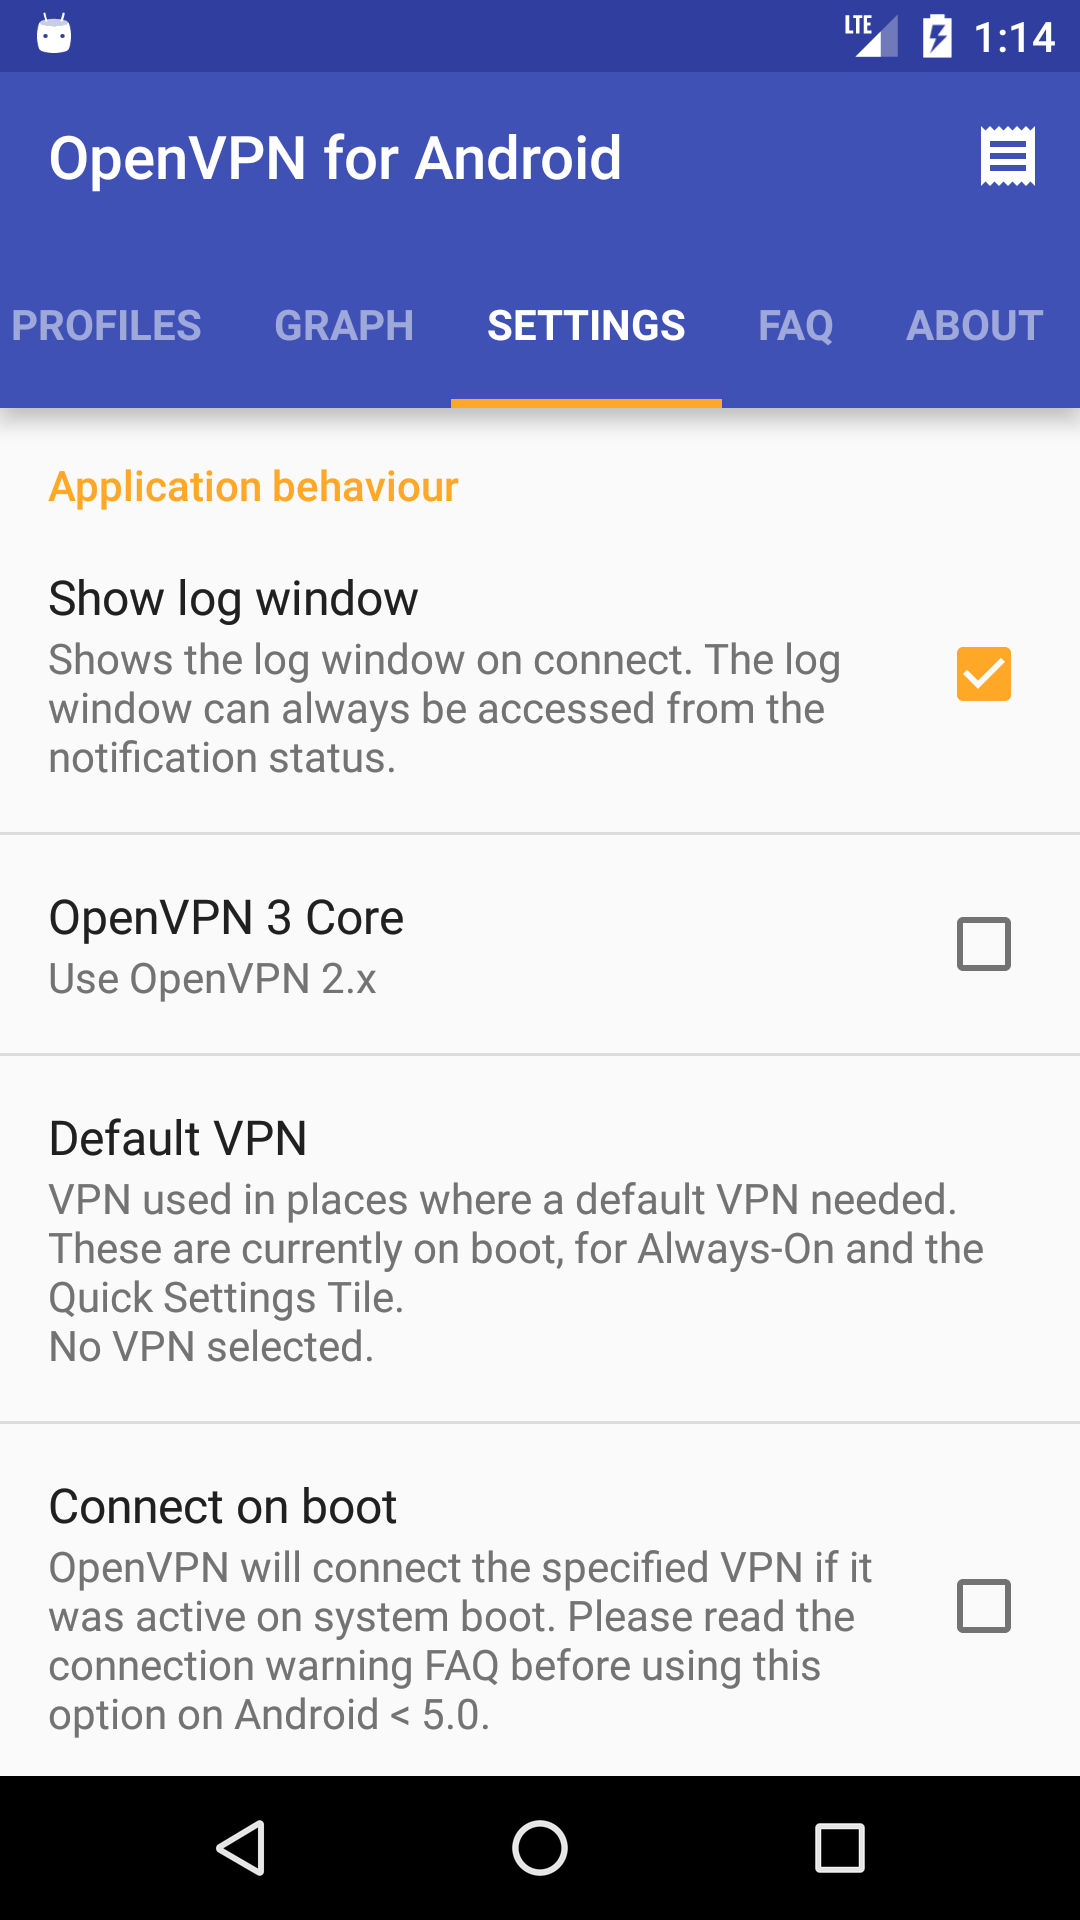 LTE 1:14
OpenVPN for Android
PROFILES GRAPH SETTINGS FAQ ABOUT
Application behaviour
Show log window
Shows the log window on connect. The log
window can always be accessed from the
notification status.
OpenVPN 3 Core
Use OpenVPN 2.x
Default VPN
VPN used in places where a default VPN needed.
These are currently on boot, for Always-On and the
Quick Settings Tile.
No VPN selected.
Connect on boot
OpenVPN will connect the specified VPN if it
was active on system boot. Please read the
connection warning FAQ before using this
option on Android < 5.0.